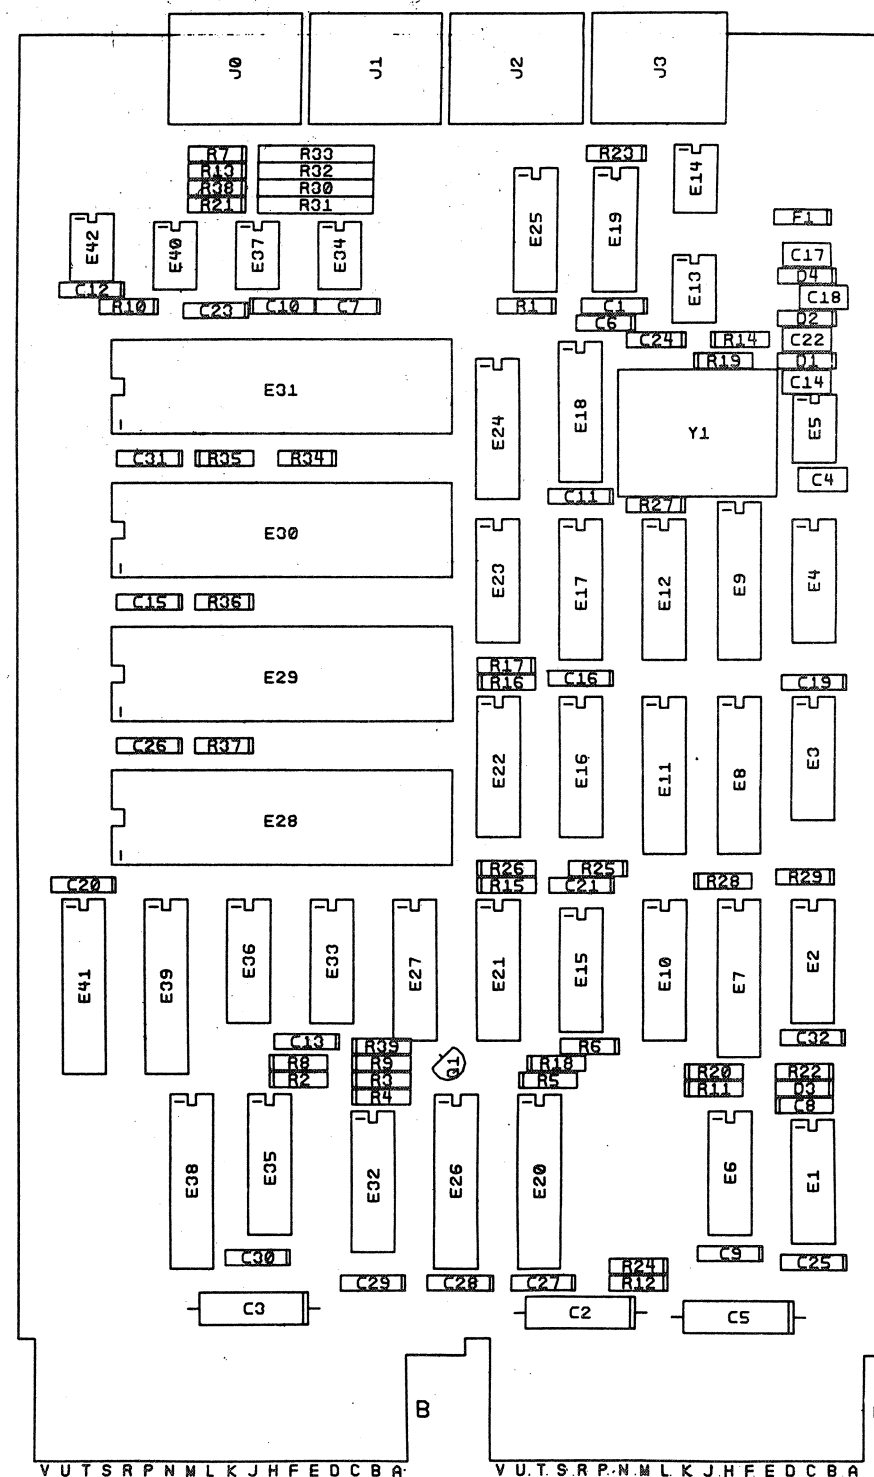 J0 J1 J2 J3
R7 R33 R23
R13 R32 E14
R38 R30
R21 R31
E25 E19 F1
E42 E40 E37 E34 C17
D4
C12 E13 C18
R10 C23 C10 C7 R1 C1
C6 D2
C24 R14 C22
R19 D1
E31 C14
E24 E18 Y1 E5
C31 R35 R34
C4
C11
R27
E30
E23 E17 E12 E9 E4
C15 R36
R17
E29 R16 C16 C19
C26 R37
E22 E16 E11 E8 E3
E28
R26 R25
C20 R15 C21 R28 R29
E41 E39 E36 E33 E27 E21 E15 E10 E7 E2
C13 R39 R6 C32
R8 R9 Q1 R18 R20 R22
R2 R3 R5 R11 D3
R4 C8
E38 E35 E32 E26 E20 E6 E1
C30 C9 C25
R24
C29 C28 C27 R12
C3 C2 C5
B
V U T S R P N M L K J H F E D C B A V U T S R P N M L K J H F E D C B A